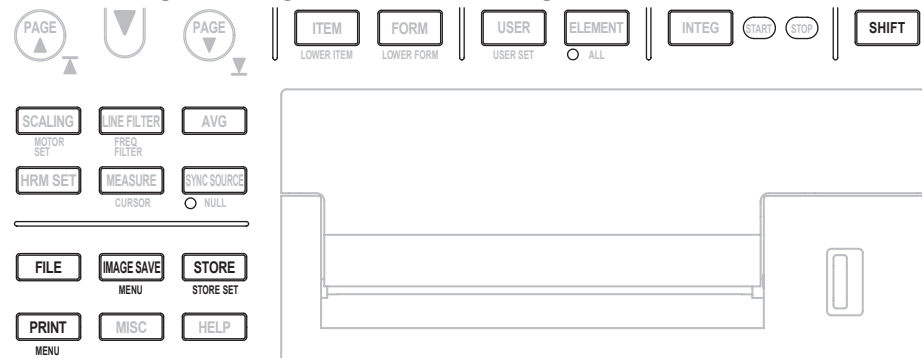 PAGE
PAGE
ITEM FORM USER ELEMENT INTEG START STOP SHIFT
LOWER ITEM LOWER FORM USER SET ALL
SCALING LINE FILTER AVG
MOTOR SET
FREQ FILTER
HRM SET MEASURE SYNC SOURCE
CURSOR NULL
FILE IMAGE SAVE STORE
MENU STORE SET
PRINT MISC HELP
MENU